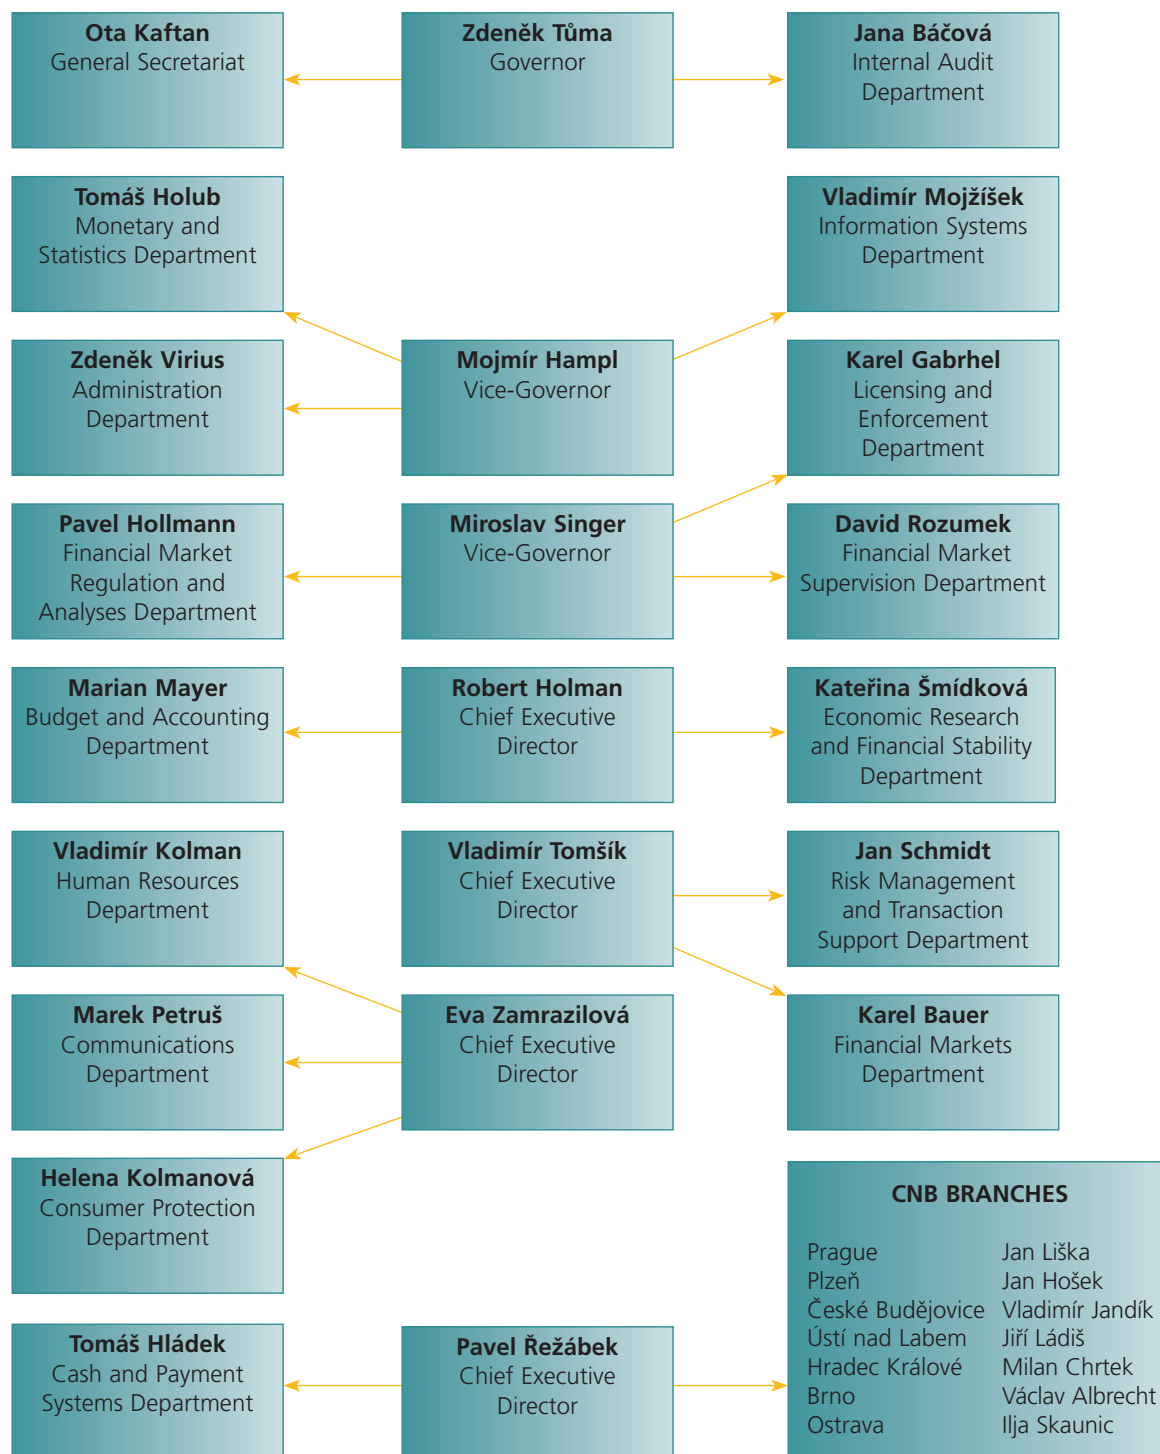 Ota Kaftan
General Secretariat
Zdeněk Tůma
Governor
Jana Báčová
Internal Audit
Department
Tomáš Holub
Monetary and
Statistics Department
Vladimír Mojžíšek
Information Systems
Department
Zdeněk Virius
Administration
Department
Mojmír Hampl
Vice-Governor
Karel Gabrhel
Licensing and
Enforcement
Department
Pavel Hollmann
Financial Market
Regulation and
Analyses Department
Miroslav Singer
Vice-Governor
David Rozumek
Financial Market
Supervision Department
Marian Mayer
Budget and Accounting
Department
Robert Holman
Chief Executive
Director
Kateřina Šmídková
Economic Research
and Financial Stability
Department
Vladimír Kolman
Human Resources
Department
Vladimír Tomšík
Chief Executive
Director
Jan Schmidt
Risk Management
and Transaction
Support Department
Marek Petruš
Communications
Department
Eva Zamrazilová
Chief Executive
Director
Karel Bauer
Financial Markets
Department
Helena Kolmanová
Consumer Protection
Department
Tomáš Hládek
Cash and Payment
Systems Department
Pavel Řežábek
Chief Executive
Director
CNB BRANCHES
Prague Jan Liška
Plzeň Jan Hošek
České Budějovice Vladimír Jandík
Ústí nad Labem Jiří Ládiš
Hradec Králové Milan Chrtek
Brno Václav Albrecht
Ostrava Ilja Skaunic